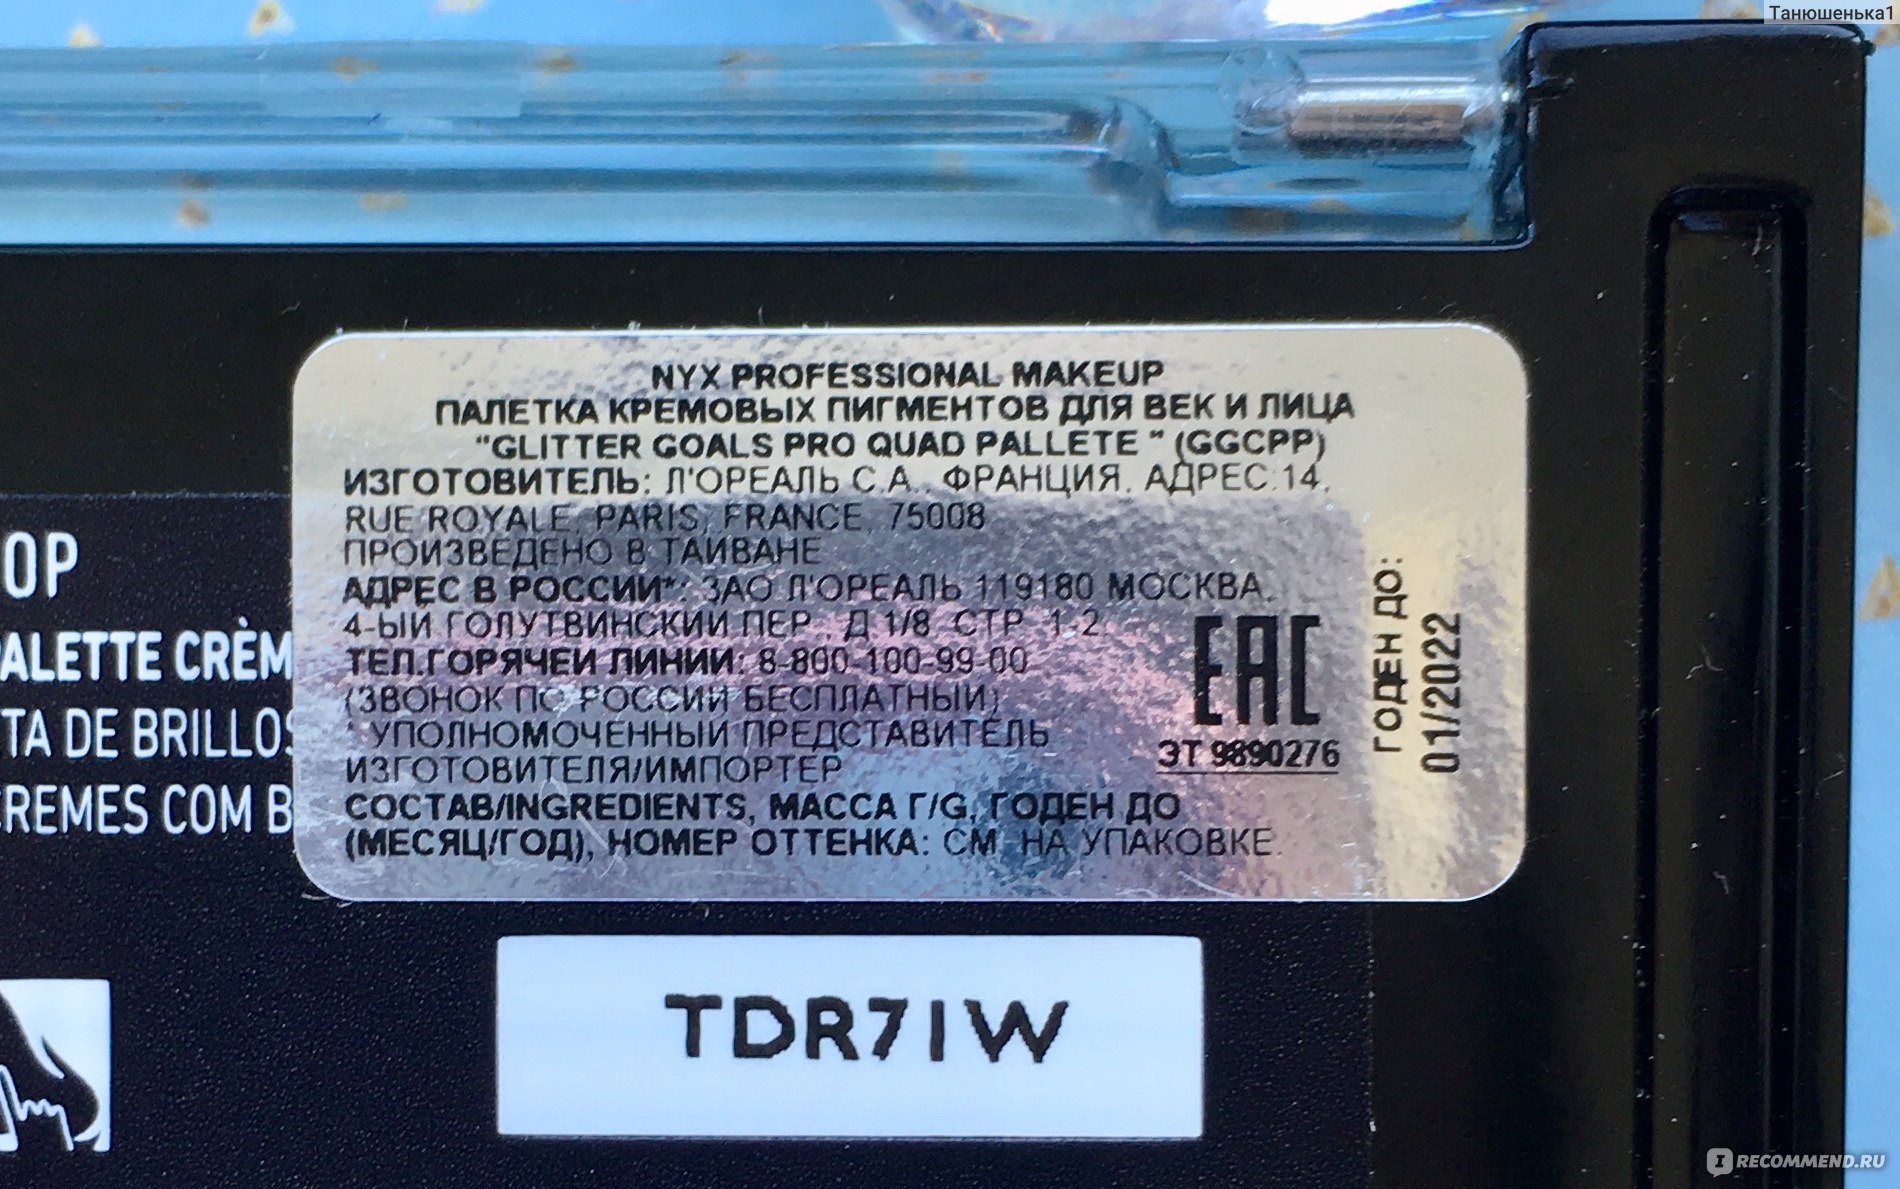 Танюшенька1
NYX PROFESSIONAL MAKEUP
ПАЛЕТКА КРЕМОВЫХ ПИГМЕНТОВ ДЛЯ ВЕК И ЛИЦА
"GLITTER GOALS PRO QUAD PALLETE " (GGCPP)
ИЗГОТОВИТЕЛЬ: Л'ОРЕАЛЬ С.А., ФРАНЦИЯ, АДРЕС:14,
RUE ROYALE, PARIS, FRANCE, 75008
ПРОИЗВЕДЕНО В ТАЙВАНЕ
АДРЕС В РОССИИ*: ЗАО Л'ОРЕАЛЬ 119180 МОСКВА,
4-ЫЙ ГОЛУТВИНСКИЙ ПЕР., Д.1/8, СТР. 1-2,
ТЕЛ.ГОРЯЧЕЙ ЛИНИИ: 8-800-100-99-00
(ЗВОНОК ПО РОССИИ БЕСПЛАТНЫЙ)
* УПОЛНОМОЧЕННЫЙ ПРЕДСТАВИТЕЛЬ
ИЗГОТОВИТЕЛЯ/ИМПОРТЕР
СОСТАВ/INGREDIENTS, МАССА Г/G, ГОДЕН ДО
(МЕСЯЦ/ГОД), НОМЕР ОТТЕНКА: СМ. НА УПАКОВКЕ.
EAC
ЭТ 9890276
ГОДЕН ДО:
01/2022
OP
ALETTE CRÈM
TA DE BRILLOS
CREMES COM B
TDR71W
RECOMMEND.RU